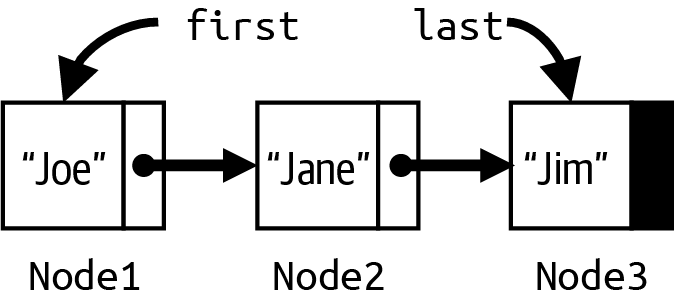 first
last
“Joe”
“Jane”
“Jim”
Node1
Node2
Node3